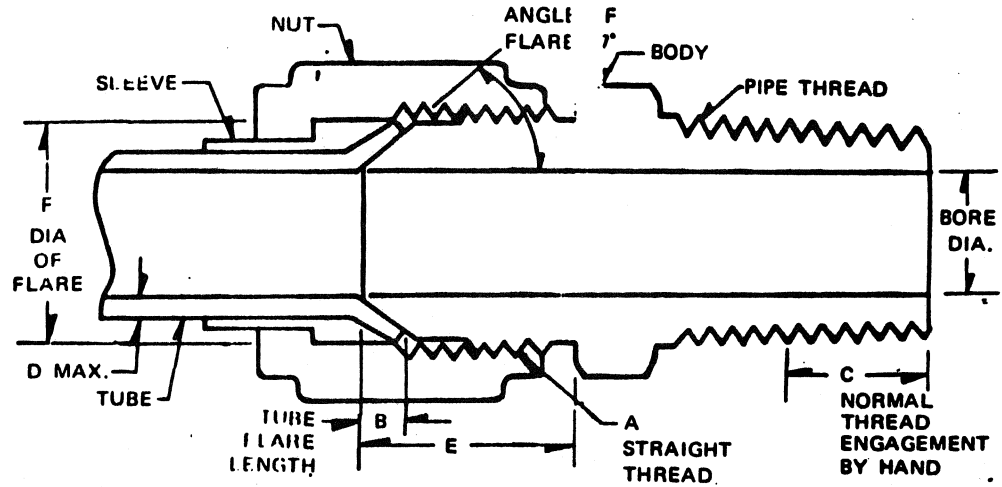 NUT
ANGLE F
FLARE
BODY
SLEEVE
PIPE THREAD
F
DIA
OF
FLARE
BORE
DIA.
D MAX.
TUBE
TUBE
FLARE
LENGTH
B
E
A
STRAIGHT
THREAD
C
NORMAL
THREAD
ENGAGEMENT
BY HAND